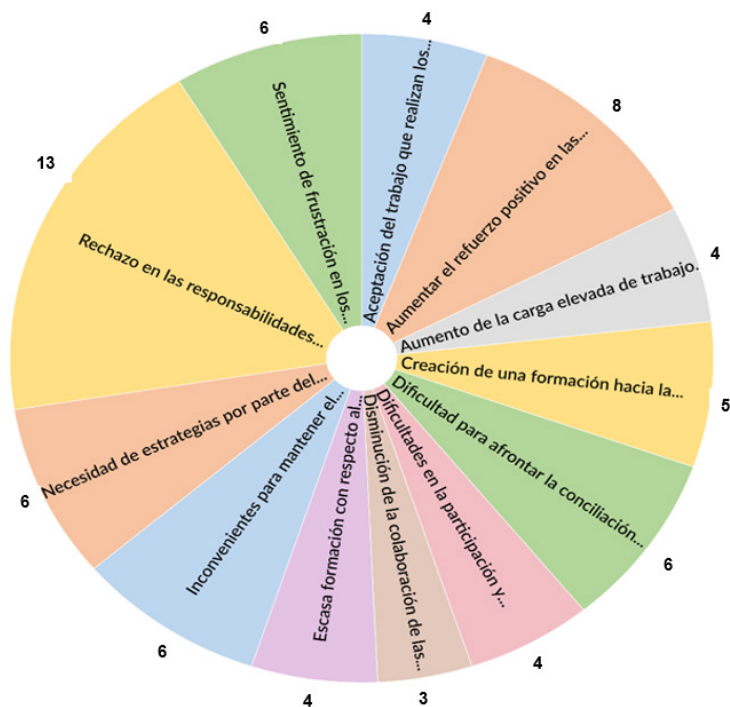 4
Aceptación del trabajo que realizan los...
8
Aumentar el refuerzo positivo en las...
4
Aumento de la carga elevada de trabajo.
5
Creación de una formación hacia la...
6
Dificultad para afrontar la conciliación...
4
Dificultades en la participación y...
3
Disminución de la colaboración de las...
4
Escasa formación con respecto al...
6
Inconvenientes para mantener el...
6
Necesidad de estrategias por parte del...
13
Rechazo en las responsabilidades...
6
Sentimiento de frustración en los...